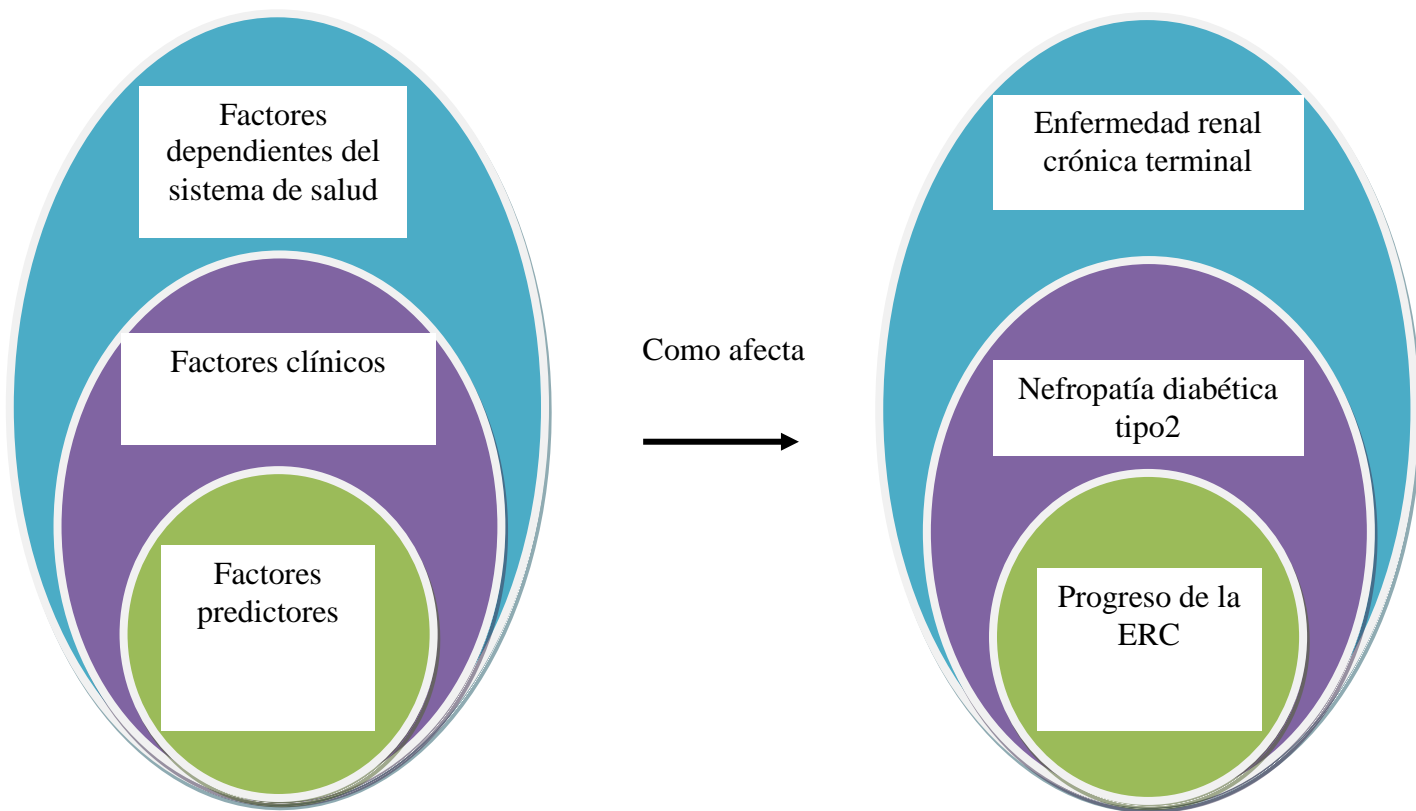 Factores
dependientes del
sistema de salud
Factores clínicos
Factores
predictores
Como afecta
Enfermedad renal
crónica terminal
Nefropatía diabética
tipo2
Progreso de la
ERC